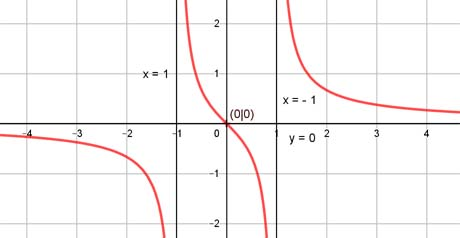 2
1
x = 1
x = - 1
(0|0)
-4 -3 -2 -1 0 1 2 3 4
y = 0
-1
-2